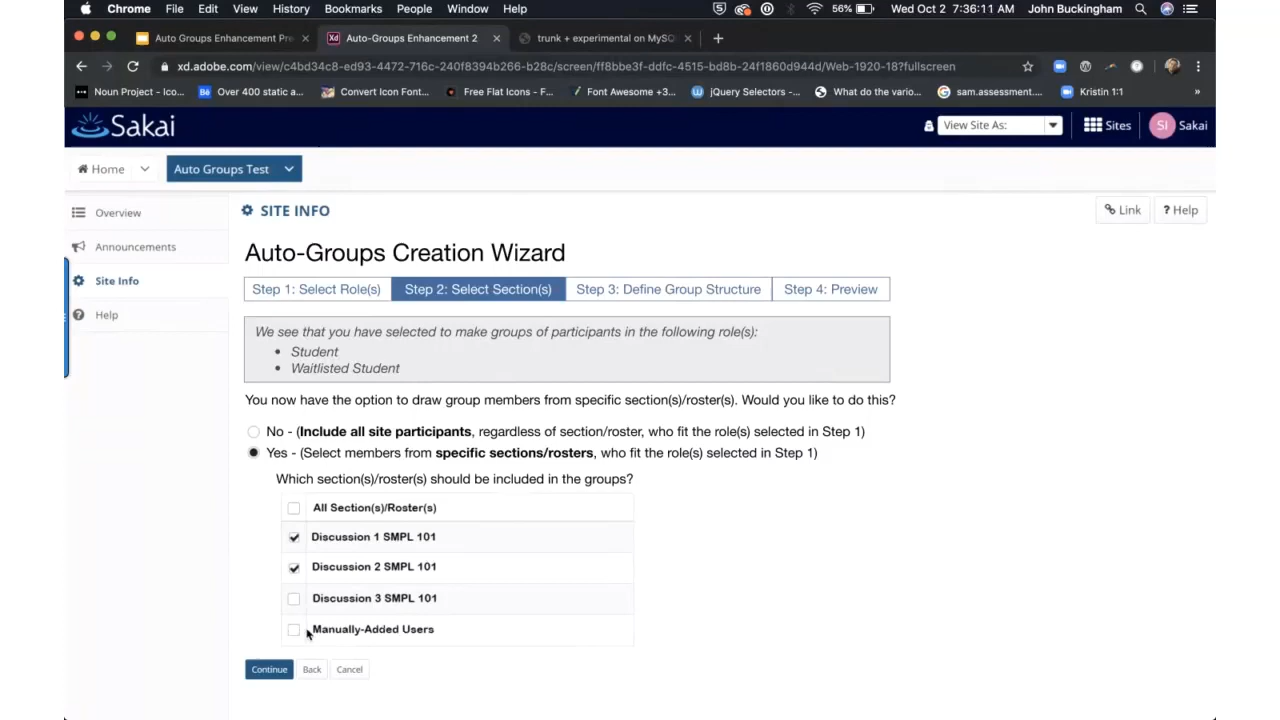 Chrome File Edit View History Bookmarks People Window Help 56% Wed Oct 2 7:36:11 AM John Buckingham
Auto Groups Enhancement Pre Auto-Groups Enhancement 2 trunk + experimental on MySQ
xd.adobe.com/view/c4bd34c8-ed93-4472-716c-240f8394b266-b28c/screen/ff8bbe3f-ddfc-4515-bd8b-24f1860d944d/Web-1920-18?fullscreen
Noun Project - Ico... Over 400 static a... Convert Icon Font... Free Flat Icons - F... Font Awesome +3... jQuery Selectors -... What do the vario... sam.assessment.... Kristin 1:1 »
Sakai View Site As: Sites SI Sakai
Home Auto Groups Test
Overview SITE INFO Link ? Help
Announcements
Auto-Groups Creation Wizard
Site Info
Step 1: Select Role(s) Step 2: Select Section(s) Step 3: Define Group Structure Step 4: Preview
Help
We see that you have selected to make groups of participants in the following role(s):
• Student
• Waitlisted Student
You now have the option to draw group members from specific section(s)/roster(s). Would you like to do this?
No - (Include all site participants, regardless of section/roster, who fit the role(s) selected in Step 1)
Yes - (Select members from specific sections/rosters, who fit the role(s) selected in Step 1)
Which section(s)/roster(s) should be included in the groups?
All Section(s)/Roster(s)
Discussion 1 SMPL 101
Discussion 2 SMPL 101
Discussion 3 SMPL 101
Manually-Added Users
Continue Back Cancel